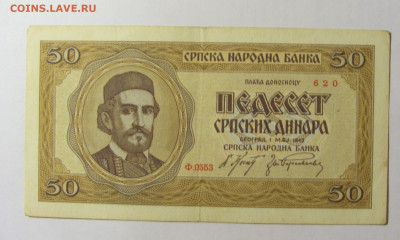 COINS.LAVE.RU
50 СРПСКА НАРОДНА БАНКА 50
ПЛАЋА ДОНОСИОЦУ
620
ПЕДЕСЕТ
СРПСКИХ ДИНАРА
БЕОГРАД, 1 МАЈ 1942
СРПСКА НАРОДНА БАНКА
Ф.0553
50 50